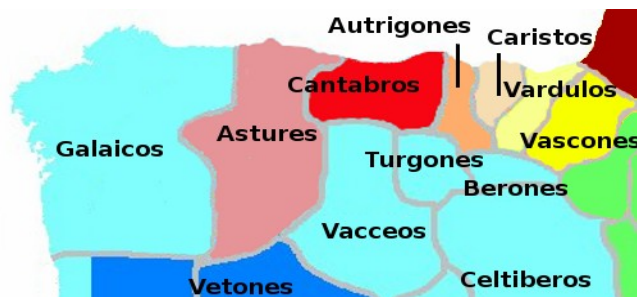 Autrigones
Caristos
Cantabros
Vardulos
Astures
Vascones
Galaicos
Turgones
Berones
Vacceos
Vetones
Celtiberos